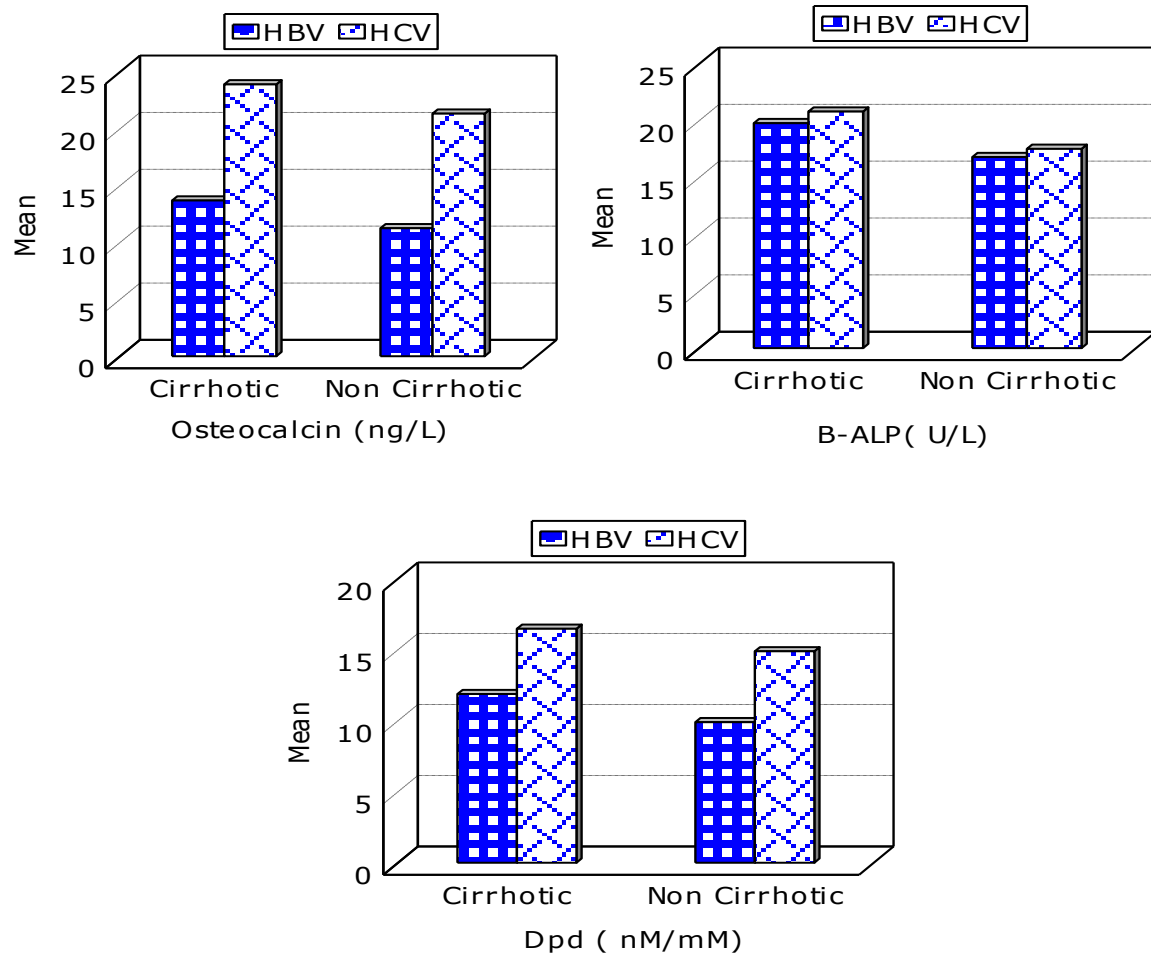 HBV HCV
25
20
15
10
5
0
Mean
Cirrhotic Non Cirrhotic
Osteocalcin (ng/L)
HBV HCV
25
20
15
10
5
0
Mean
Cirrhotic Non Cirrhotic
B-ALP( U/L)
HBV HCV
20
15
10
5
0
Mean
Cirrhotic Non Cirrhotic
Dpd ( nM/mM)